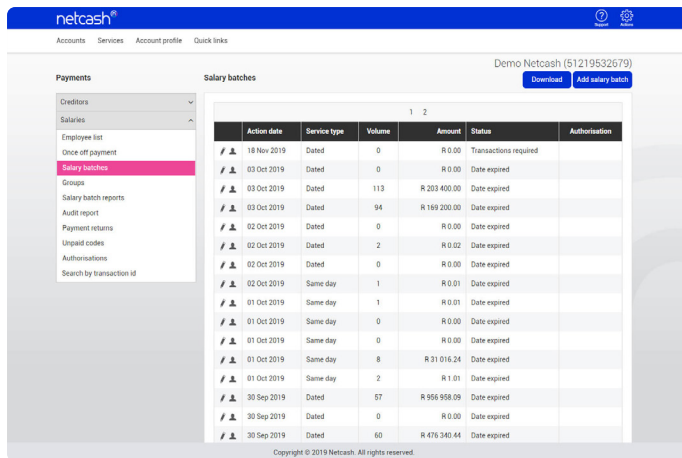 netcash®
Support
Actions
Accounts Services Account profile Quick links
Demo Netcash (51219532679)
Payments
Salary batches
Download Add salary batch
Creditors
Salaries
Employee list
Once off payment
Salary batches
Groups
Salary batch reports
Audit report
Payment returns
Unpaid codes
Authorisations
Search by transaction id
1 2
Action date Service type Volume Amount Status Authorisation
18 Nov 2019 Dated 0 R 0.00 Transactions required
03 Oct 2019 Dated 0 R 0.00 Date expired
03 Oct 2019 Dated 113 R 203 400.00 Date expired
03 Oct 2019 Dated 94 R 169 200.00 Date expired
02 Oct 2019 Dated 0 R 0.00 Date expired
02 Oct 2019 Dated 2 R 0.02 Date expired
02 Oct 2019 Dated 0 R 0.00 Date expired
02 Oct 2019 Same day 1 R 0.01 Date expired
01 Oct 2019 Same day 1 R 0.01 Date expired
01 Oct 2019 Same day 0 R 0.00 Date expired
01 Oct 2019 Same day 0 R 0.00 Date expired
01 Oct 2019 Same day 8 R 31 016.24 Date expired
01 Oct 2019 Same day 2 R 1.01 Date expired
30 Sep 2019 Dated 57 R 956 958.09 Date expired
30 Sep 2019 Dated 0 R 0.00 Date expired
30 Sep 2019 Dated 60 R 476 340.44 Date expired
Copyright © 2019 Netcash. All rights reserved.